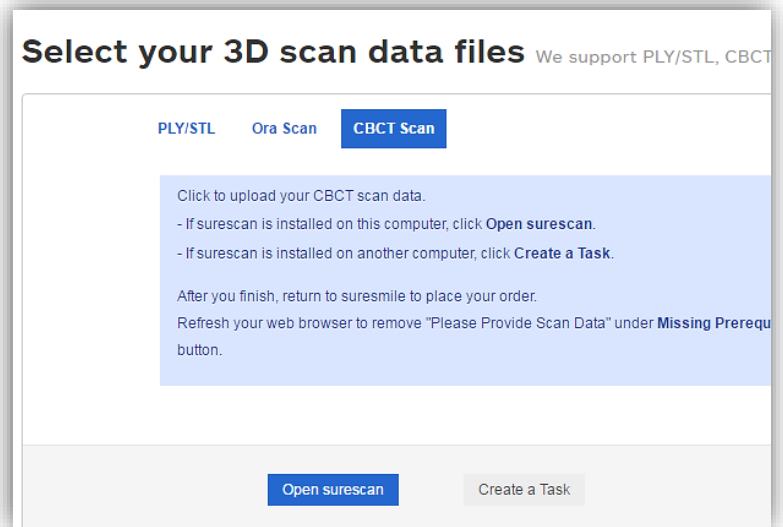 Select your 3D scan data files We support PLY/STL, CBCT
PLY/STL Ora Scan CBCT Scan
Click to upload your CBCT scan data.
- If surescan is installed on this computer, click Open surescan.
- If surescan is installed on another computer, click Create a Task.
After you finish, return to suresmile to place your order.
Refresh your web browser to remove "Please Provide Scan Data" under Missing Prerequ
button.
Open surescan Create a Task